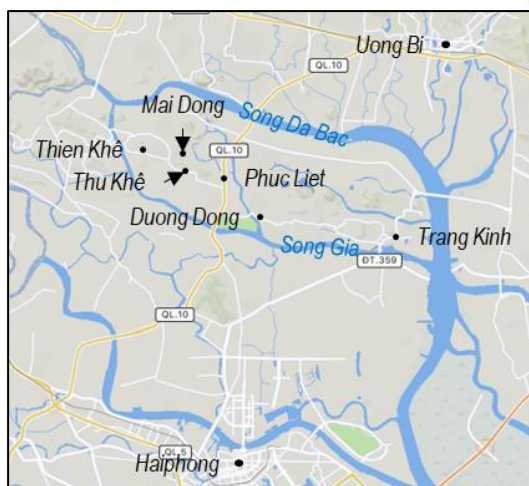 Uong Bi
QL.10
Mai Dong
Song Da Bac
Thien Khê
QL.10
Thu Khê
Phuc Liet
Duong Dong
Song Gia
Trang Kinh
ĐT.359
QL.10
QL.5
Haiphong